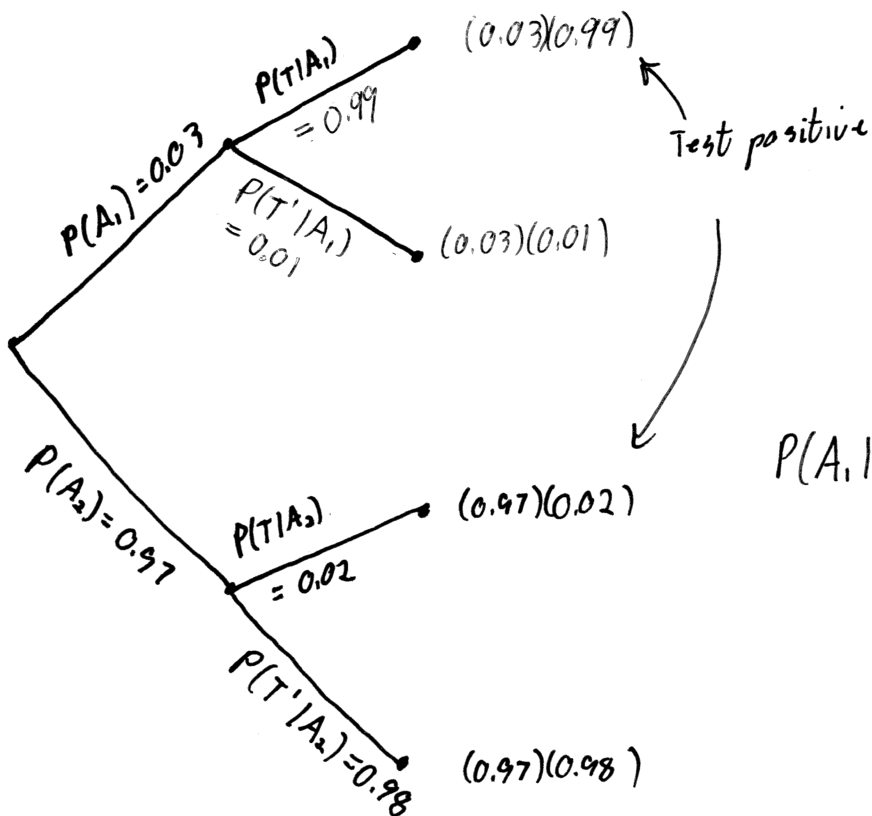 P(T|A₁)
= 0.99
(0.03)(0.99)
Test positive
P(A₁) = 0.03
P(T'|A₁)
= 0.01
(0.03)(0.01)
P(A₁|
P(A₂) = 0.97
P(T|A₂)
= 0.02
(0.97)(0.02)
P(T'|A₂) = 0.98
(0.97)(0.98)